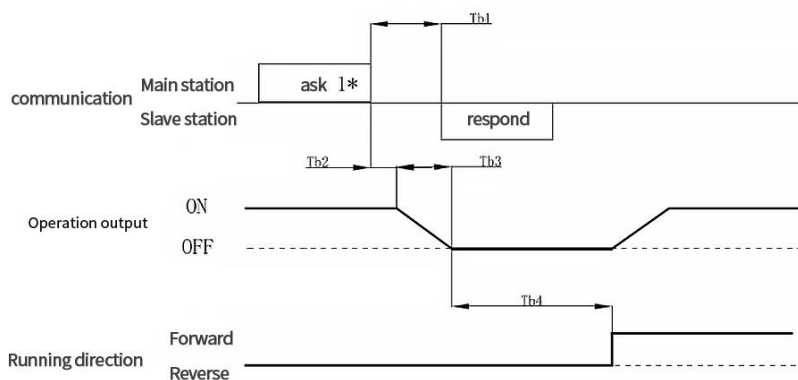 Tb1
Main station
ask 1*
communication
Slave station
respond
Tb2
Tb3
ON
Operation output
OFF
Tb4
Forward
Running direction
Reverse